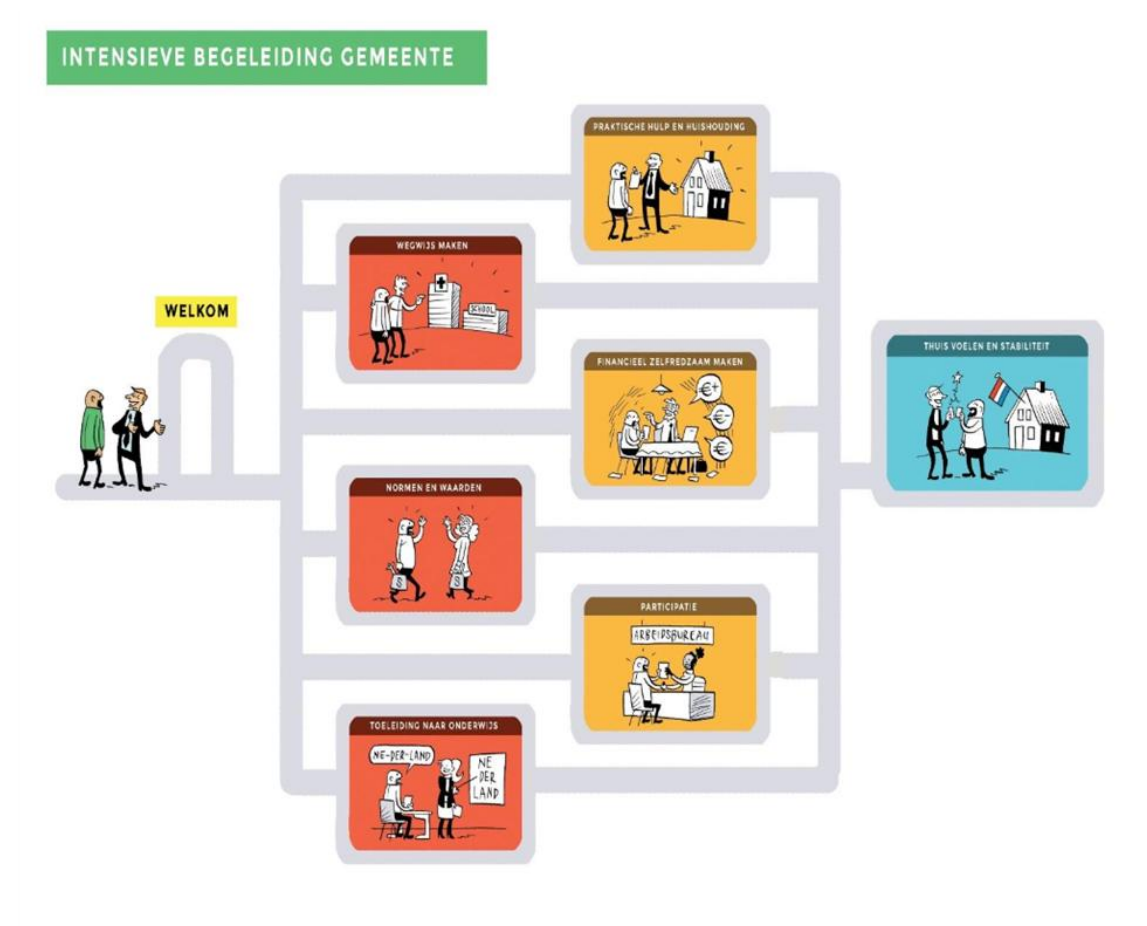 INTENSIEVE BEGELEIDING GEMEENTE
PRAKTISCHE HULP EN HUISHOUDING
WEGWIJS MAKEN
SCHOOL
WELKOM
FINANCIEEL ZELFREDZAAM MAKEN
€+
€=
€-
THUIS VOELEN EN STABILITEIT
NORMEN EN WAARDEN
PARTICIPATIE
ARBEIDSBUREAU
TOELEIDING NAAR ONDERWIJS
NE-DER-LAND
NE
DER
LAND